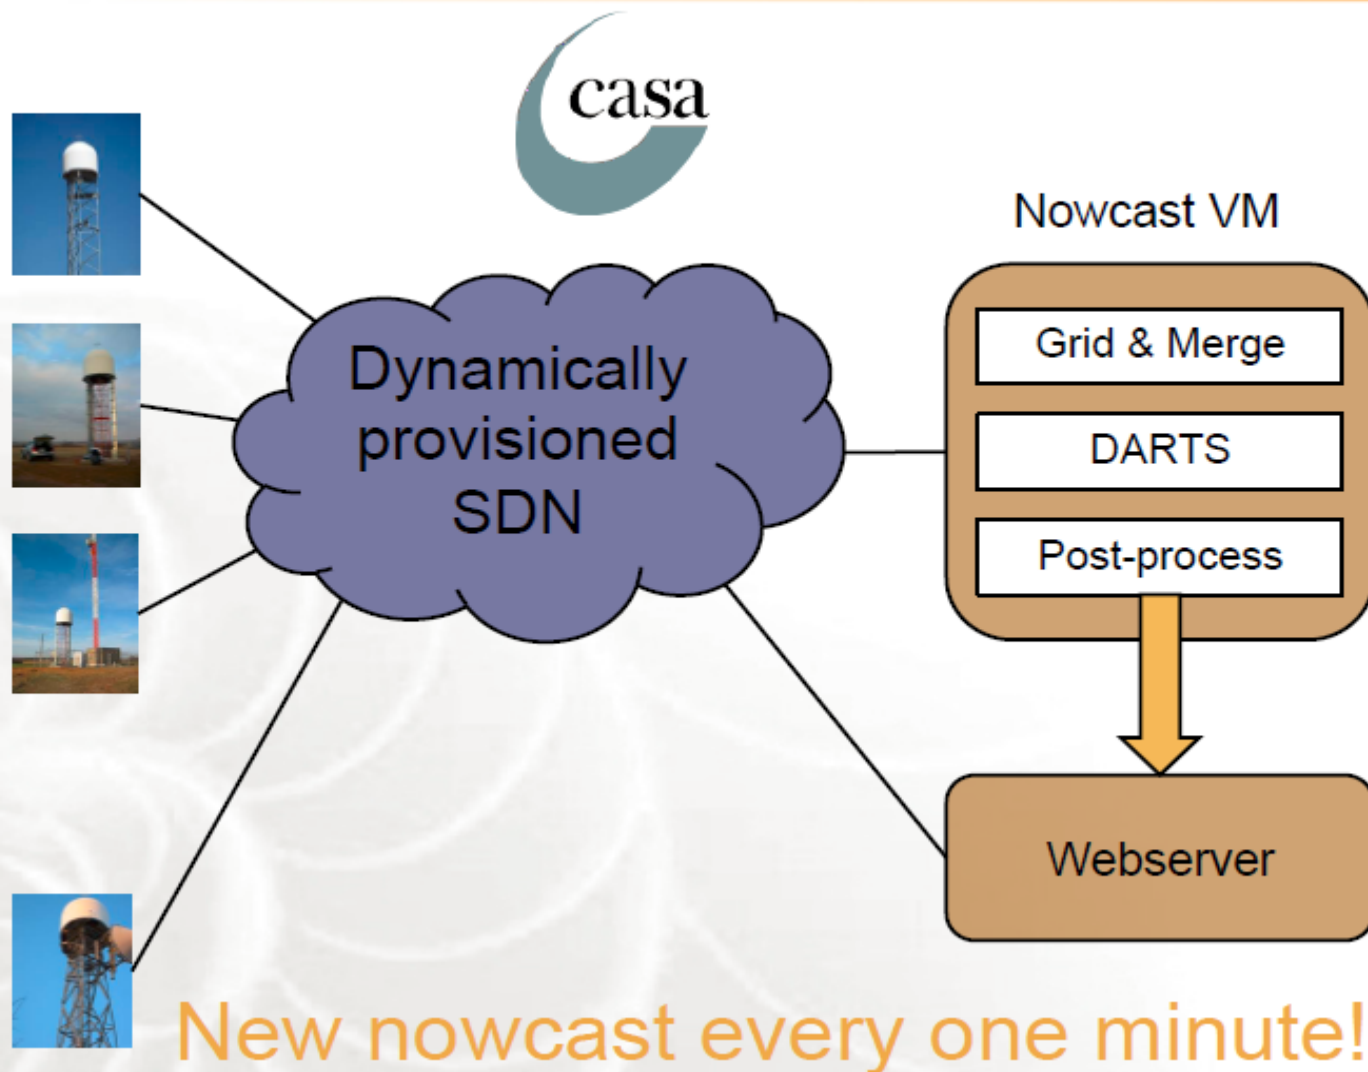 casa
Nowcast VM
Dynamically
provisioned
SDN
Grid & Merge
DARTS
Post-process
Webserver
New nowcast every one minute!